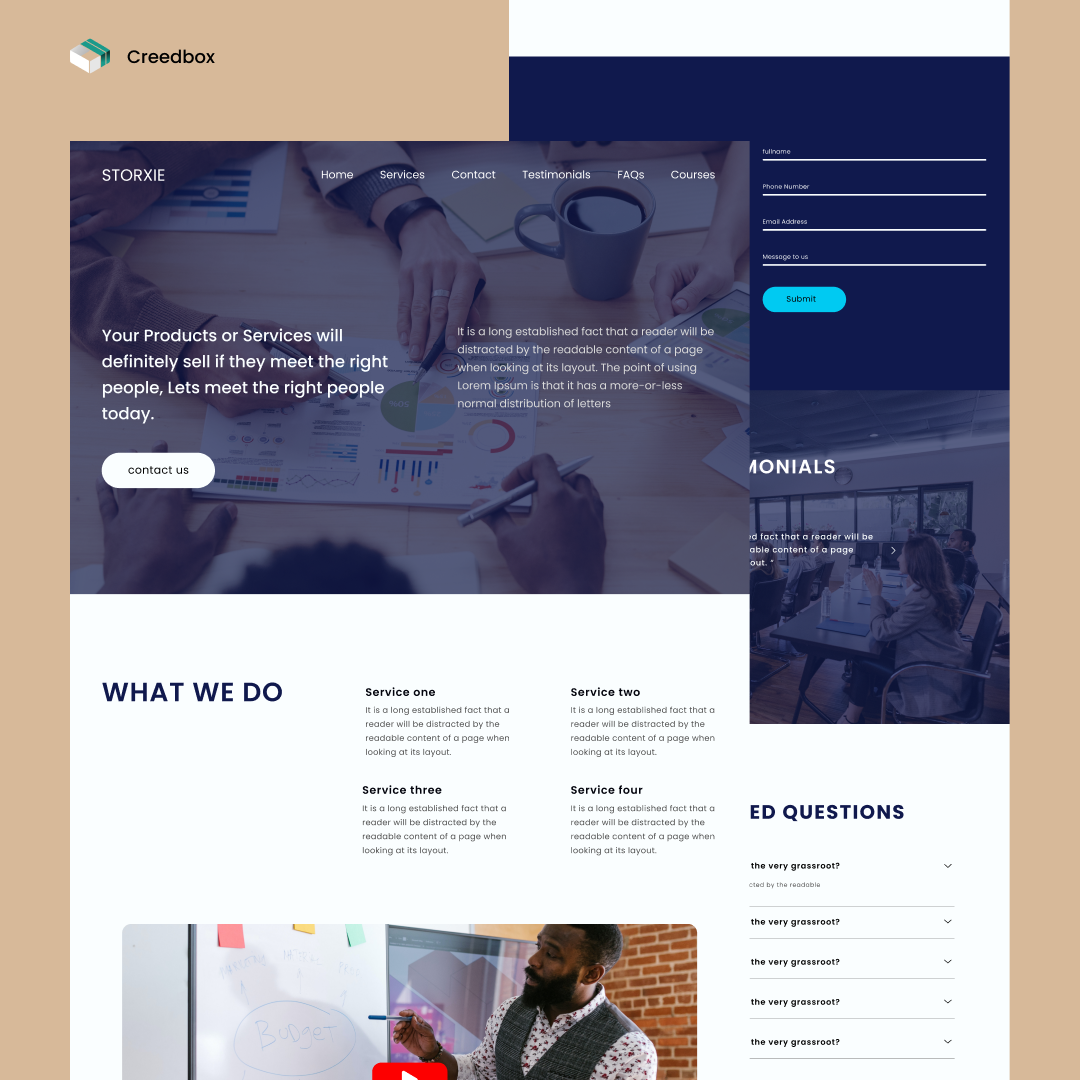 Creedbox
STORXIE
Home Services Contact Testimonials FAQs Courses
Your Products or Services will
definitely sell if they meet the right
people, Lets meet the right people
today.
contact us
It is a long established fact that a reader will be
distracted by the readable content of a page
when looking at its layout. The point of using
Lorem Ipsum is that it has a more-or-less
normal distribution of letters
fullname
Phone Number
Email Address
Message to us
Submit
MONIALS
ed fact that a reader will be
able content of a page
out. "
WHAT WE DO
Service one
It is a long established fact that a
reader will be distracted by the
readable content of a page when
looking at its layout.
Service two
It is a long established fact that a
reader will be distracted by the
readable content of a page when
looking at its layout.
Service three
It is a long established fact that a
reader will be distracted by the
readable content of a page when
looking at its layout.
Service four
It is a long established fact that a
reader will be distracted by the
readable content of a page when
looking at its layout.
ED QUESTIONS
the very grassroot?
cted by the readable
the very grassroot?
the very grassroot?
the very grassroot?
the very grassroot?
BUDGET